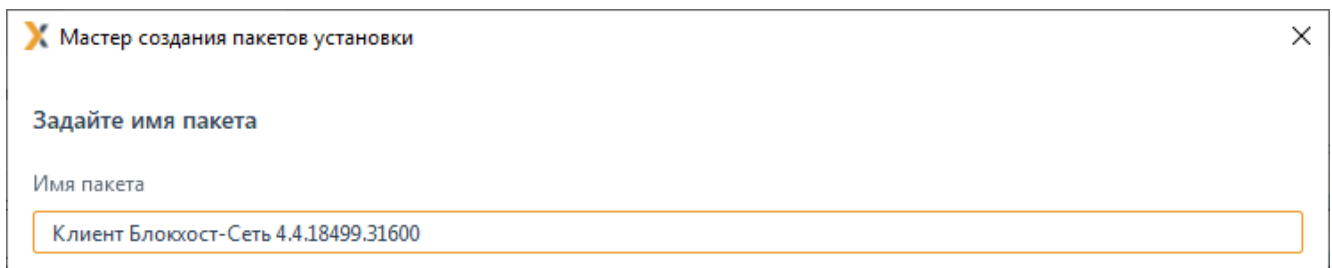 Мастер создания пакетов установки
Задайте имя пакета
Имя пакета
Клиент Блокхост-Сеть 4.4.18499.31600